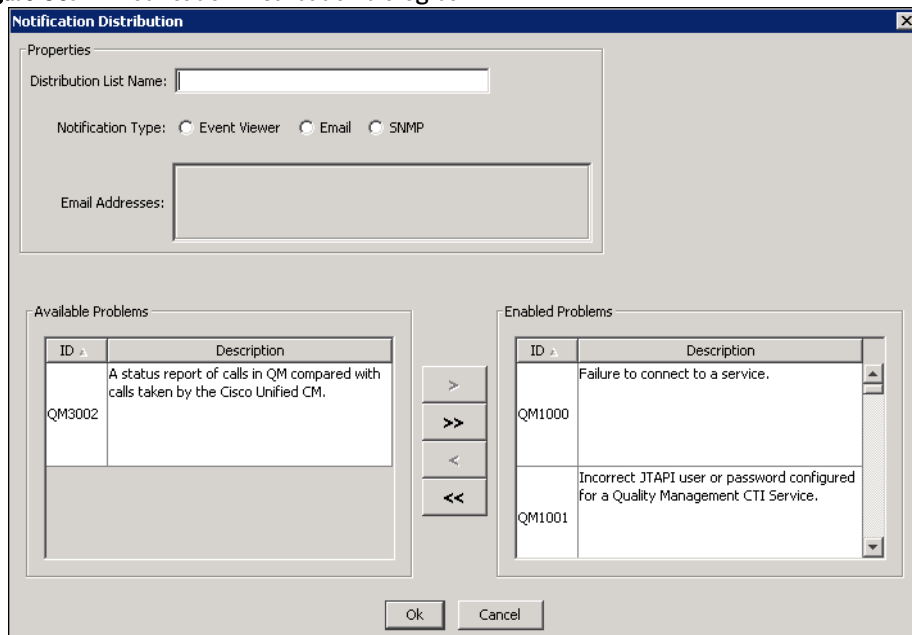 Notification Distribution
Properties
Distribution List Name:
Notification Type: Event Viewer Email SNMP
Email Addresses:
Available Problems
ID Description
QM3002 A status report of calls in QM compared with
calls taken by the Cisco Unified CM.
>
>>
<
<<
Enabled Problems
ID Description
QM1000 Failure to connect to a service.
QM1001 Incorrect JTAPI user or password configured
for a Quality Management CTI Service.
Ok Cancel